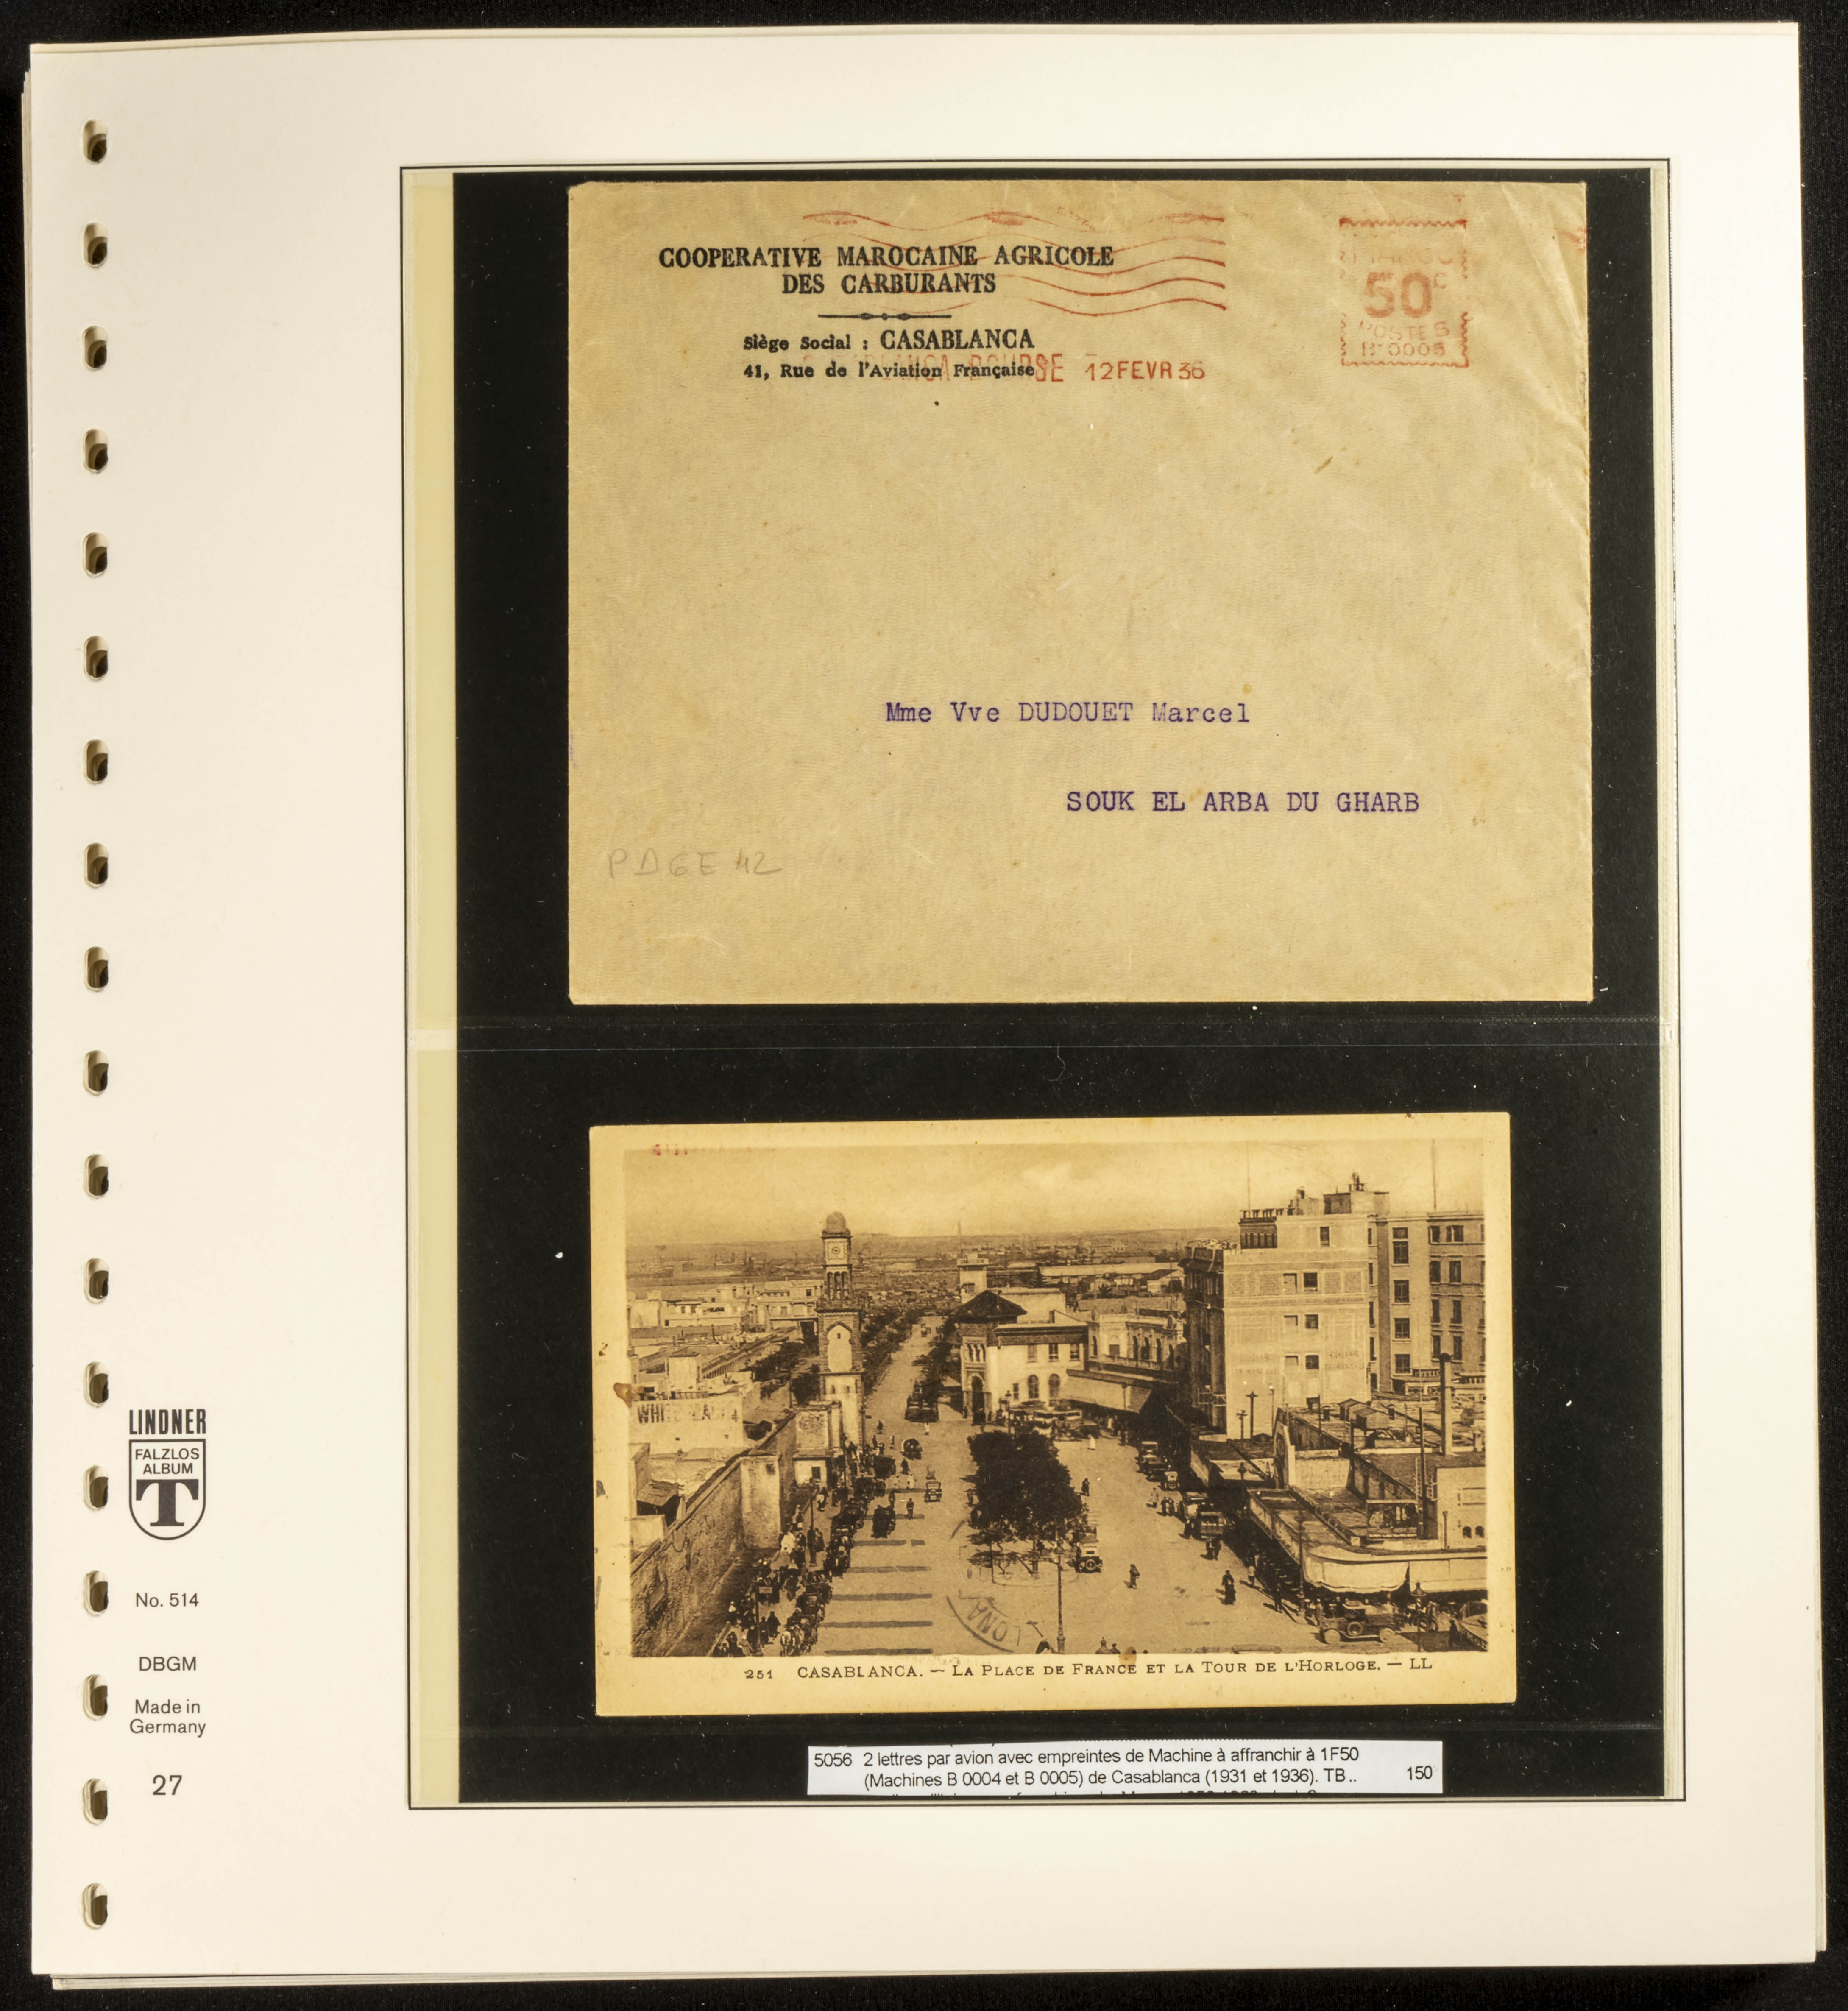 COOPERATIVE MAROCAINE AGRICOLE
DES CARBURANTS
Siège Social : CASABLANCA
41, Rue de l'Aviation Française
BOURSE 12 FEVR 36
50 C
POSTES
B 0005
Mme Vve DUDOUET Marcel
SOUK EL ARBA DU GHARB
251 CASABLANCA. — LA PLACE DE FRANCE ET LA TOUR DE L'HORLOGE. — LL
5056 2 lettres par avion avec empreintes de Machine à affranchir à 1F50
(Machines B 0004 et B 0005) de Casablanca (1931 et 1936). TB.. 150
LINDNER
FALZLOS
ALBUM
T
No. 514
DBGM
Made in
Germany
27